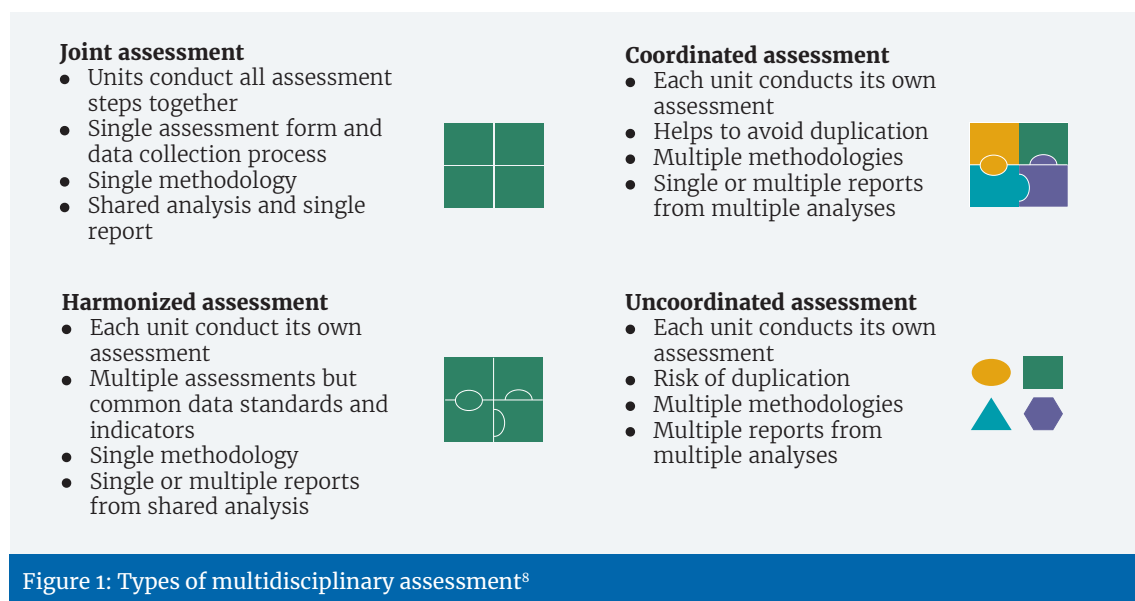 Joint assessment
● Units conduct all assessment
steps together
● Single assessment form and
data collection process
● Single methodology
● Shared analysis and single
report
Coordinated assessment
● Each unit conducts its own
assessment
● Helps to avoid duplication
● Multiple methodologies
● Single or multiple reports
from multiple analyses
Harmonized assessment
● Each unit conduct its own
assessment
● Multiple assessments but
common data standards and
indicators
● Single methodology
● Single or multiple reports
from shared analysis
Uncoordinated assessment
● Each unit conducts its own
assessment
● Risk of duplication
● Multiple methodologies
● Multiple reports from
multiple analyses
Figure 1: Types of multidisciplinary assessment⁸